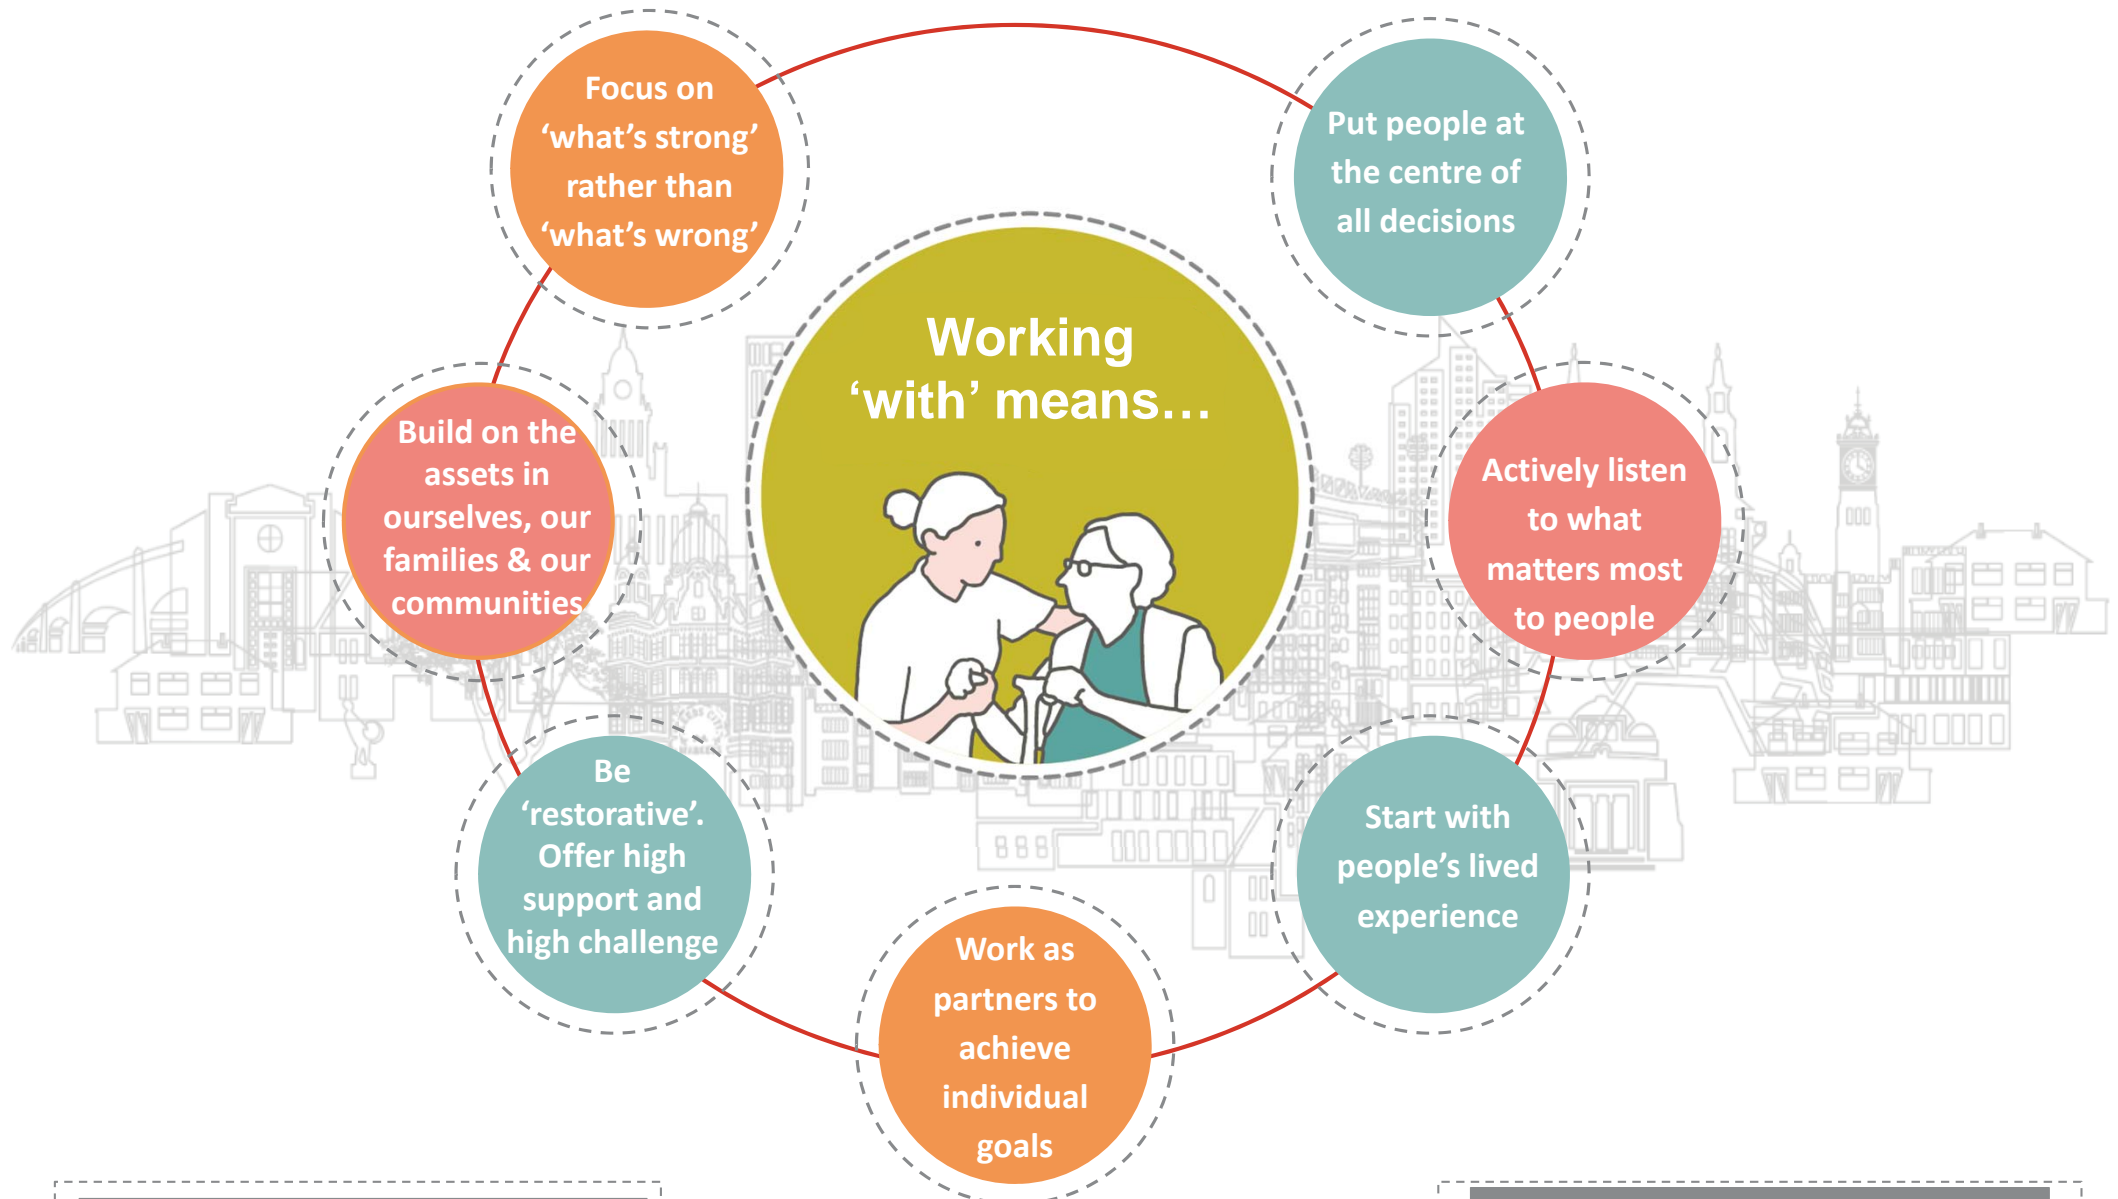 Working
‘with’ means…
Put people at
the centre of
all decisions
Actively listen
to what
matters most
to people
Start with
people’s lived
experience
Work as
partners to
achieve
individual
goals
Be
‘restorative’.
Offer high
support and
high challenge
Build on the
assets in
ourselves, our
families & our
communities
Focus on
‘what’s strong’
rather than
‘what’s wrong’